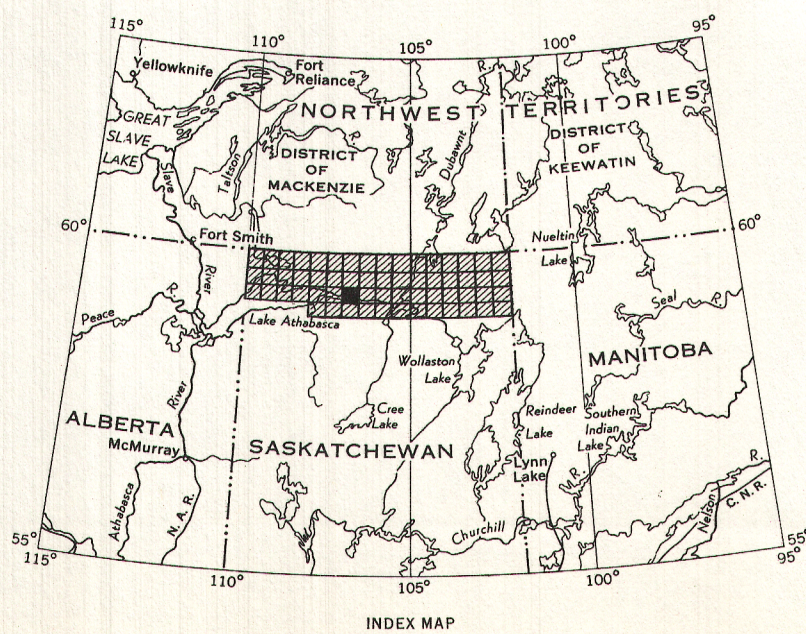 115°
110°
105°
100°
95°
Yellowknife
Fort
Reliance
R.
NORTHWEST TERRITORIES
GREAT
SLAVE
LAKE
Slave
River
Taltson
R.
DISTRICT
OF
MACKENZIE
Dubawnt
DISTRICT
OF
KEEWATIN
60°
Fort Smith
Nueltin
Lake
60°
Peace
R.
Lake Athabasca
Seal R.
Wollaston
Lake
MANITOBA
River
Cree
Lake
Reindeer
Lake
Southern
Indian
Lake
ALBERTA
McMurray
SASKATCHEWAN
Lynn
Lake
R.
Athabasca
N. A. R.
Churchill
Nelson
R.
C. N. R.
55°
115°
110°
105°
100°
55°
95°
INDEX MAP